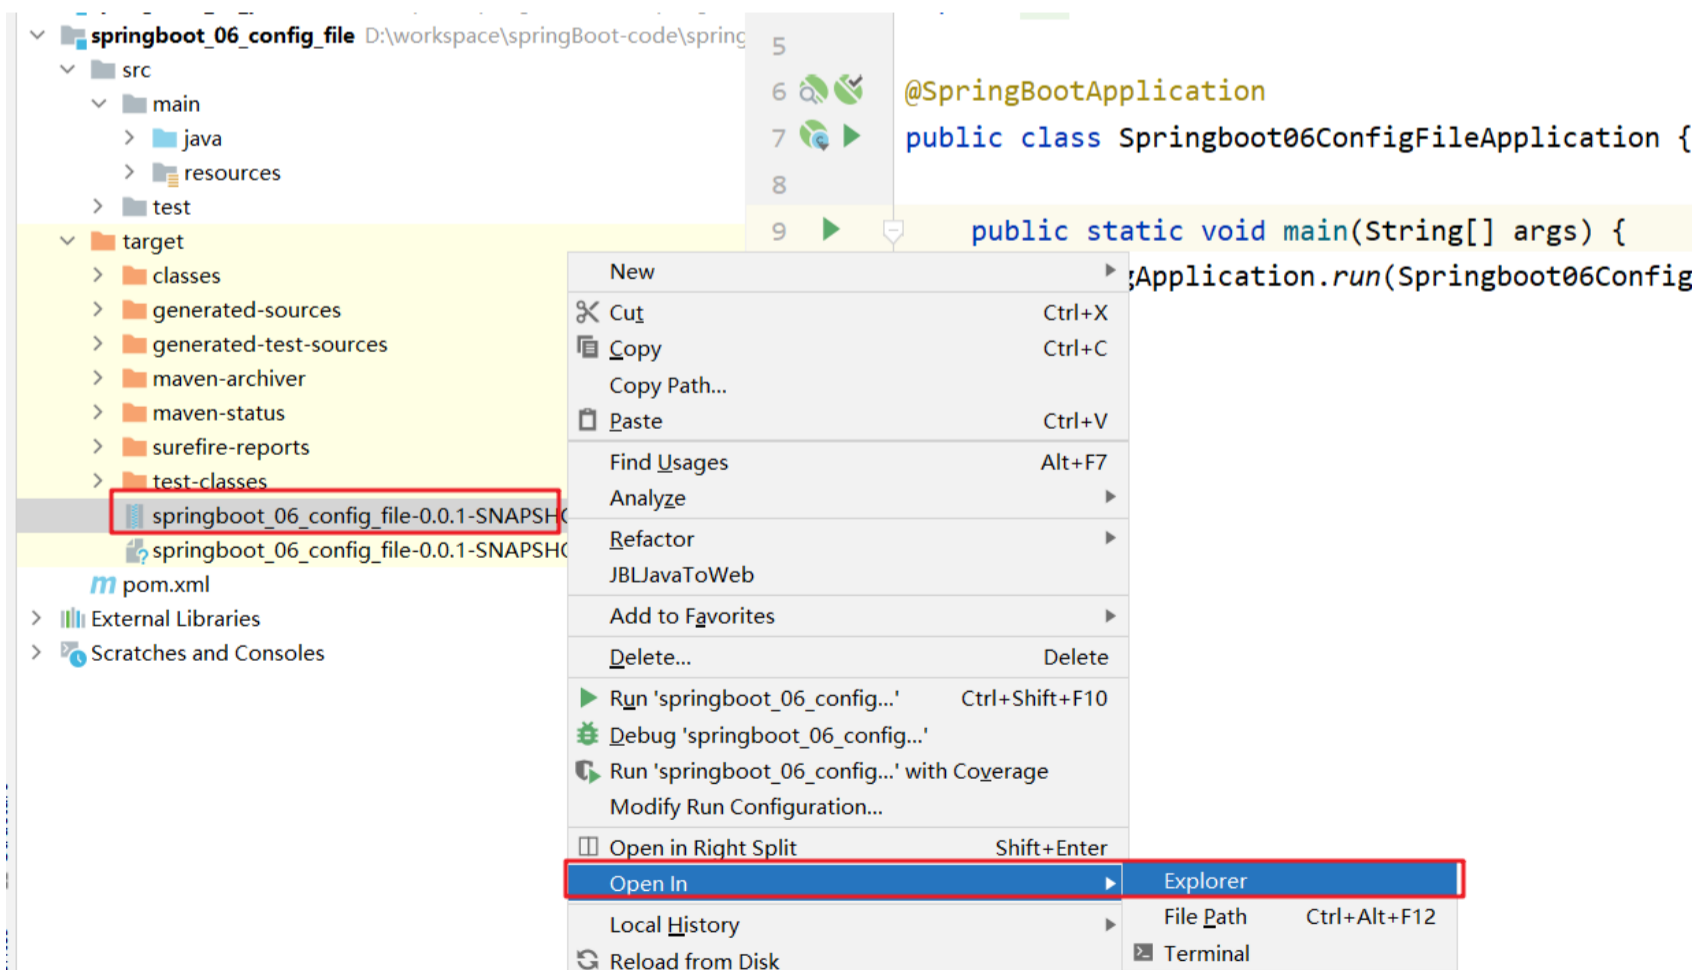 springboot_06_config_file D:\workspace\springBoot-code\spring
src
main
java
resources
test
target
classes
generated-sources
generated-test-sources
maven-archiver
maven-status
surefire-reports
test-classes
springboot_06_config_file-0.0.1-SNAPSH
springboot_06_config_file-0.0.1-SNAPSH
pom.xml
External Libraries
Scratches and Consoles
5
6 @SpringBootApplication
7 public class Springboot06ConfigFileApplication {
8
9 public static void main(String[] args) {
gApplication.run(Springboot06Config
New
Cut Ctrl+X
Copy Ctrl+C
Copy Path...
Paste Ctrl+V
Find Usages Alt+F7
Analyze
Refactor
JBLJavaToWeb
Add to Favorites
Delete... Delete
Run 'springboot_06_config...' Ctrl+Shift+F10
Debug 'springboot_06_config...'
Run 'springboot_06_config...' with Coverage
Modify Run Configuration...
Open in Right Split Shift+Enter
Open In
Local History
Reload from Disk
Explorer
File Path Ctrl+Alt+F12
Terminal